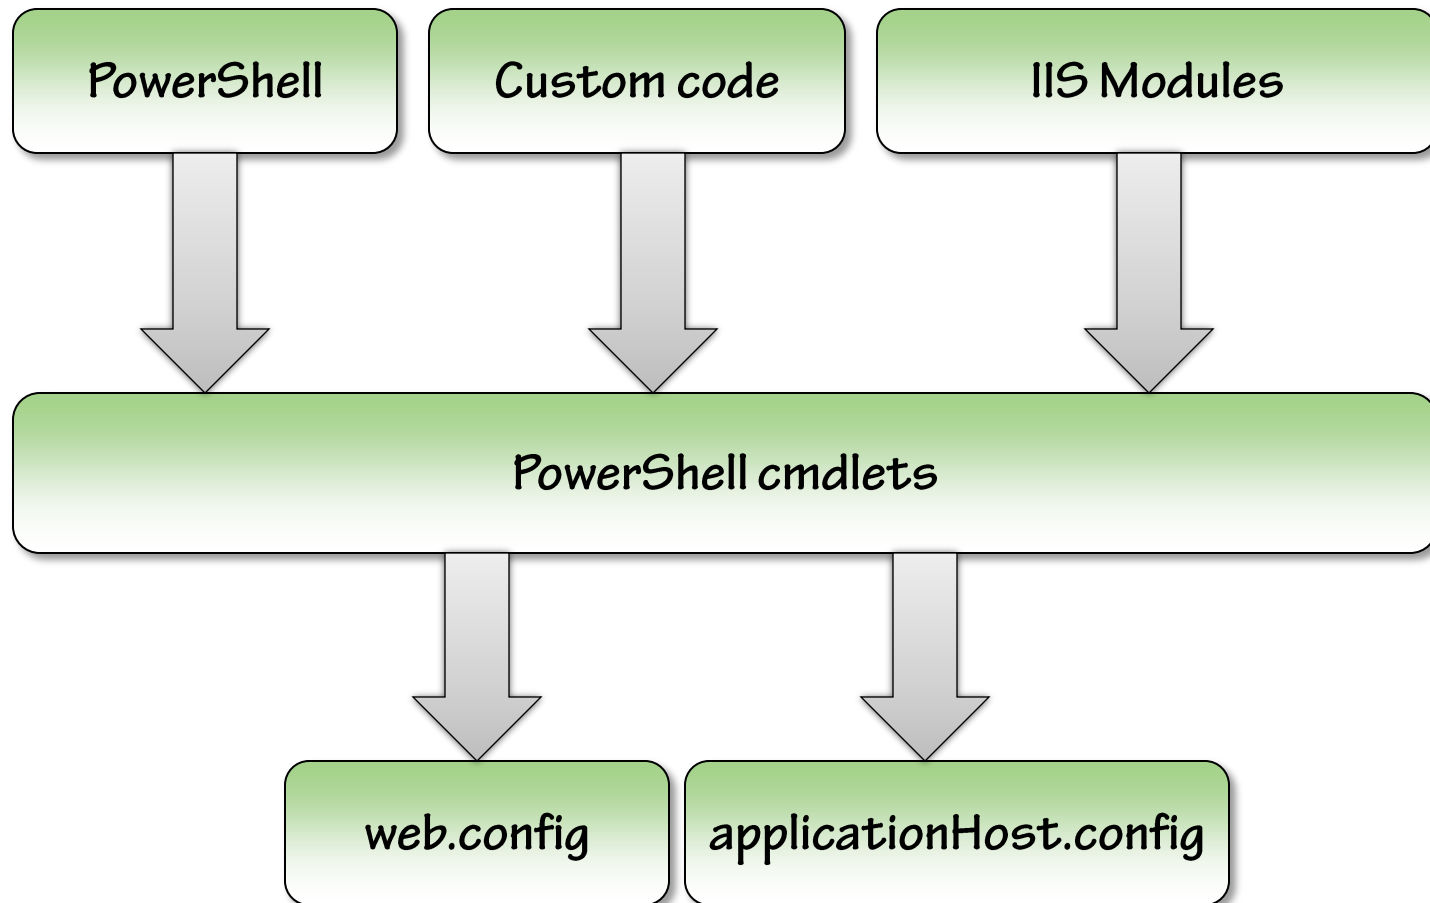 PowerShell
Custom code
IIS Modules
PowerShell cmdlets
web.config
applicationHost.config